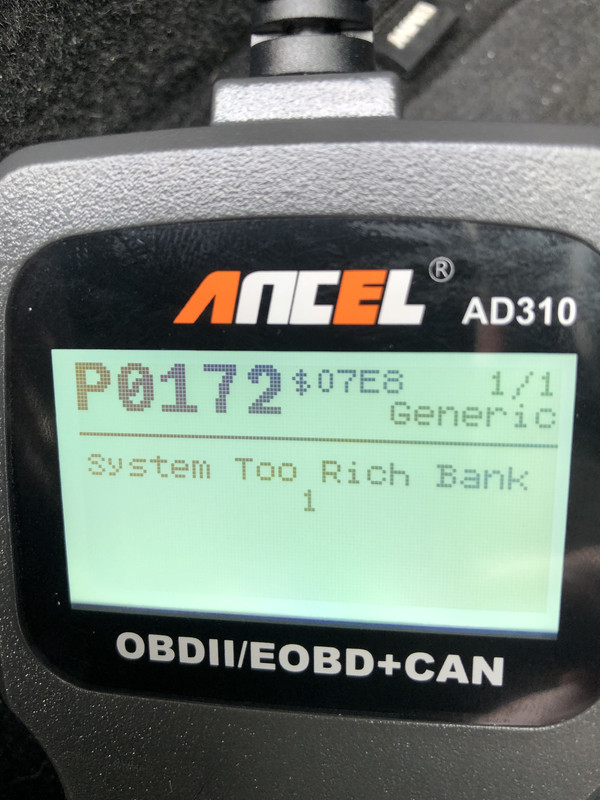 ANCEL ®
AD310
P0172 $07E8 1/1
Generic
System Too Rich Bank
1
OBDII/EOBD+CAN